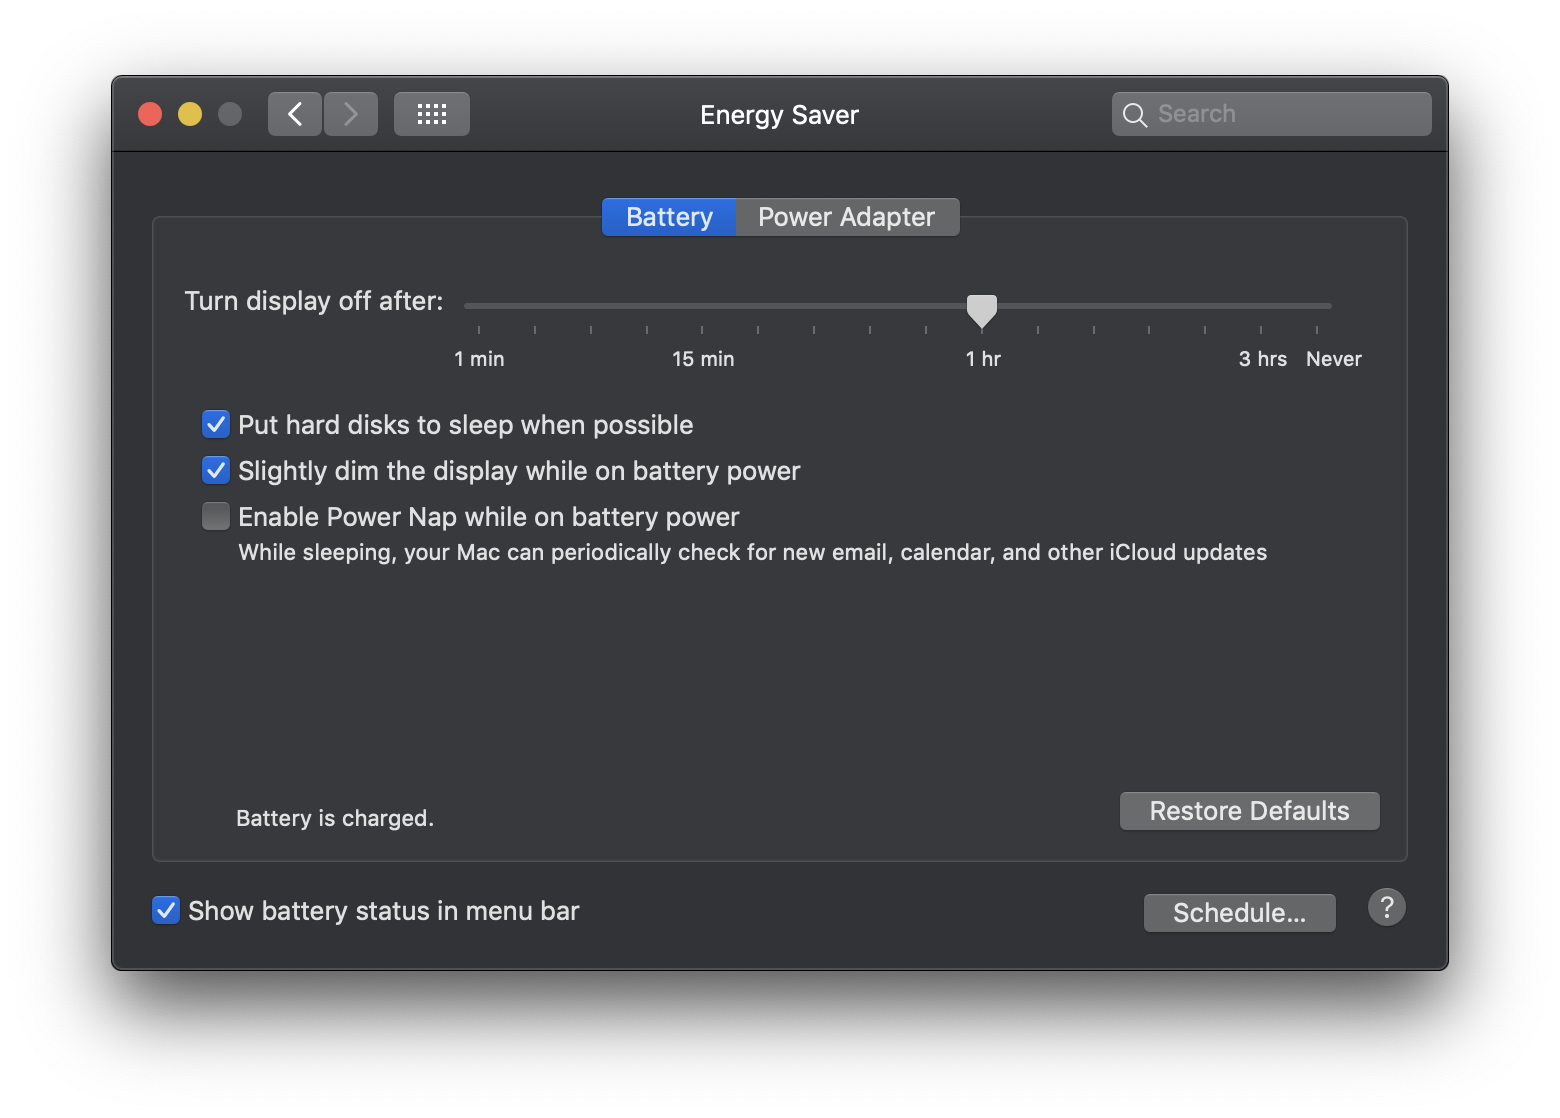 Energy Saver
Search
Battery
Power Adapter
Turn display off after:
1 min
15 min
1 hr
3 hrs
Never
Put hard disks to sleep when possible
Slightly dim the display while on battery power
Enable Power Nap while on battery power
While sleeping, your Mac can periodically check for new email, calendar, and other iCloud updates
Battery is charged.
Restore Defaults
Show battery status in menu bar
Schedule...
?